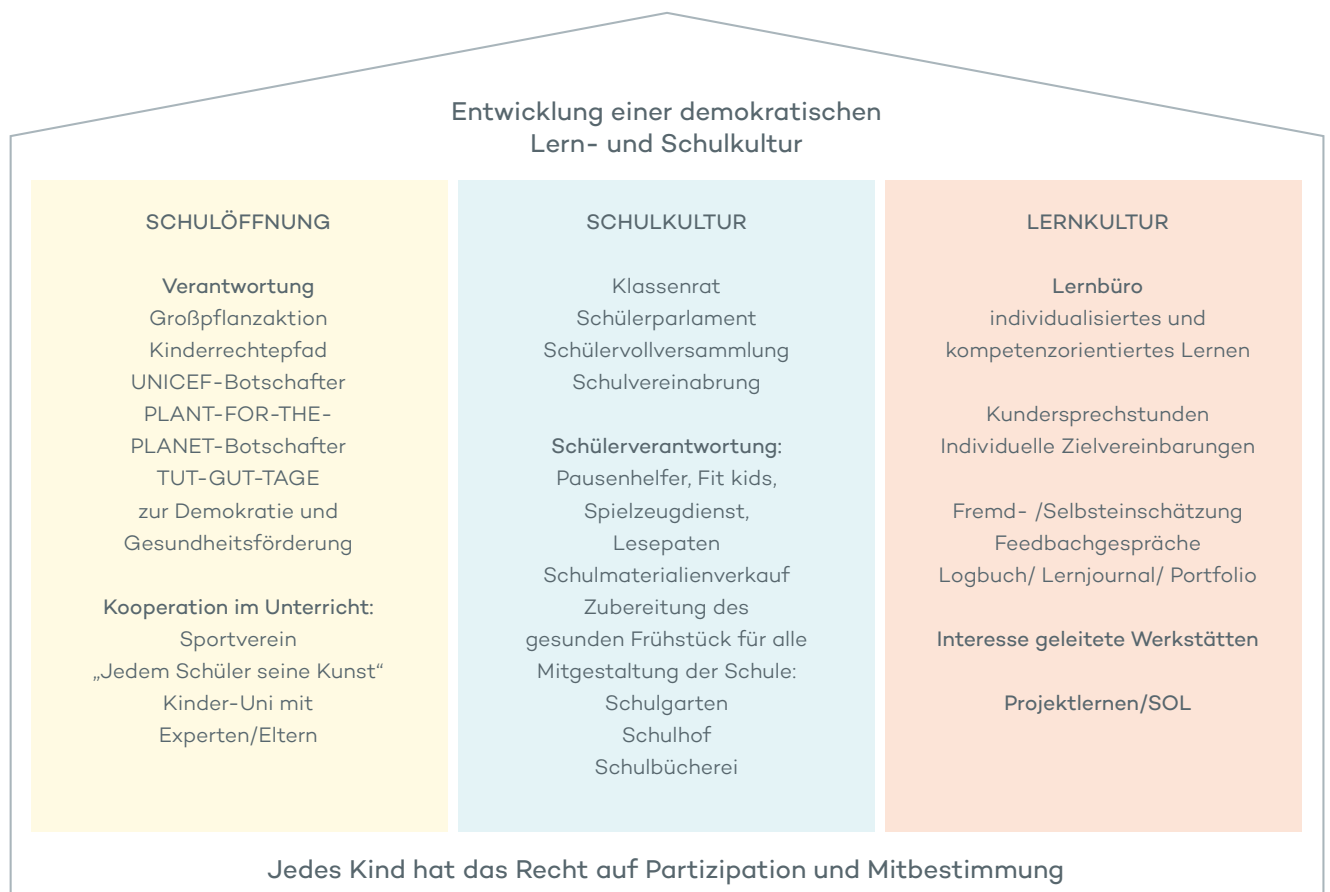 Entwicklung einer demokratischen
Lern- und Schulkultur
SCHULÖFFNUNG
Verantwortung
Großpflanzaktion
Kinderrechtepfad
UNICEF-Botschafter
PLANT-FOR-THE-
PLANET-Botschafter
TUT-GUT-TAGE
zur Demokratie und
Gesundheitsförderung
Kooperation im Unterricht:
Sportverein
„Jedem Schüler seine Kunst“
Kinder-Uni mit
Experten/Eltern
SCHULKULTUR
Klassenrat
Schülerparlament
Schülervollversammlung
Schulvereinabrung
Schülerverantwortung:
Pausenhelfer, Fit kids,
Spielzeugdienst,
Lesepaten
Schulmaterialienverkauf
Zubereitung des
gesunden Frühstück für alle
Mitgestaltung der Schule:
Schulgarten
Schulhof
Schulbücherei
LERNKULTUR
Lernbüro
individualisiertes und
kompetenzorientiertes Lernen
Kundersprechstunden
Individuelle Zielvereinbarungen
Fremd- /Selbsteinschätzung
Feedbachgespräche
Logbuch/ Lernjournal/ Portfolio
Interesse geleitete Werkstätten
Projektlernen/SOL
Jedes Kind hat das Recht auf Partizipation und Mitbestimmung